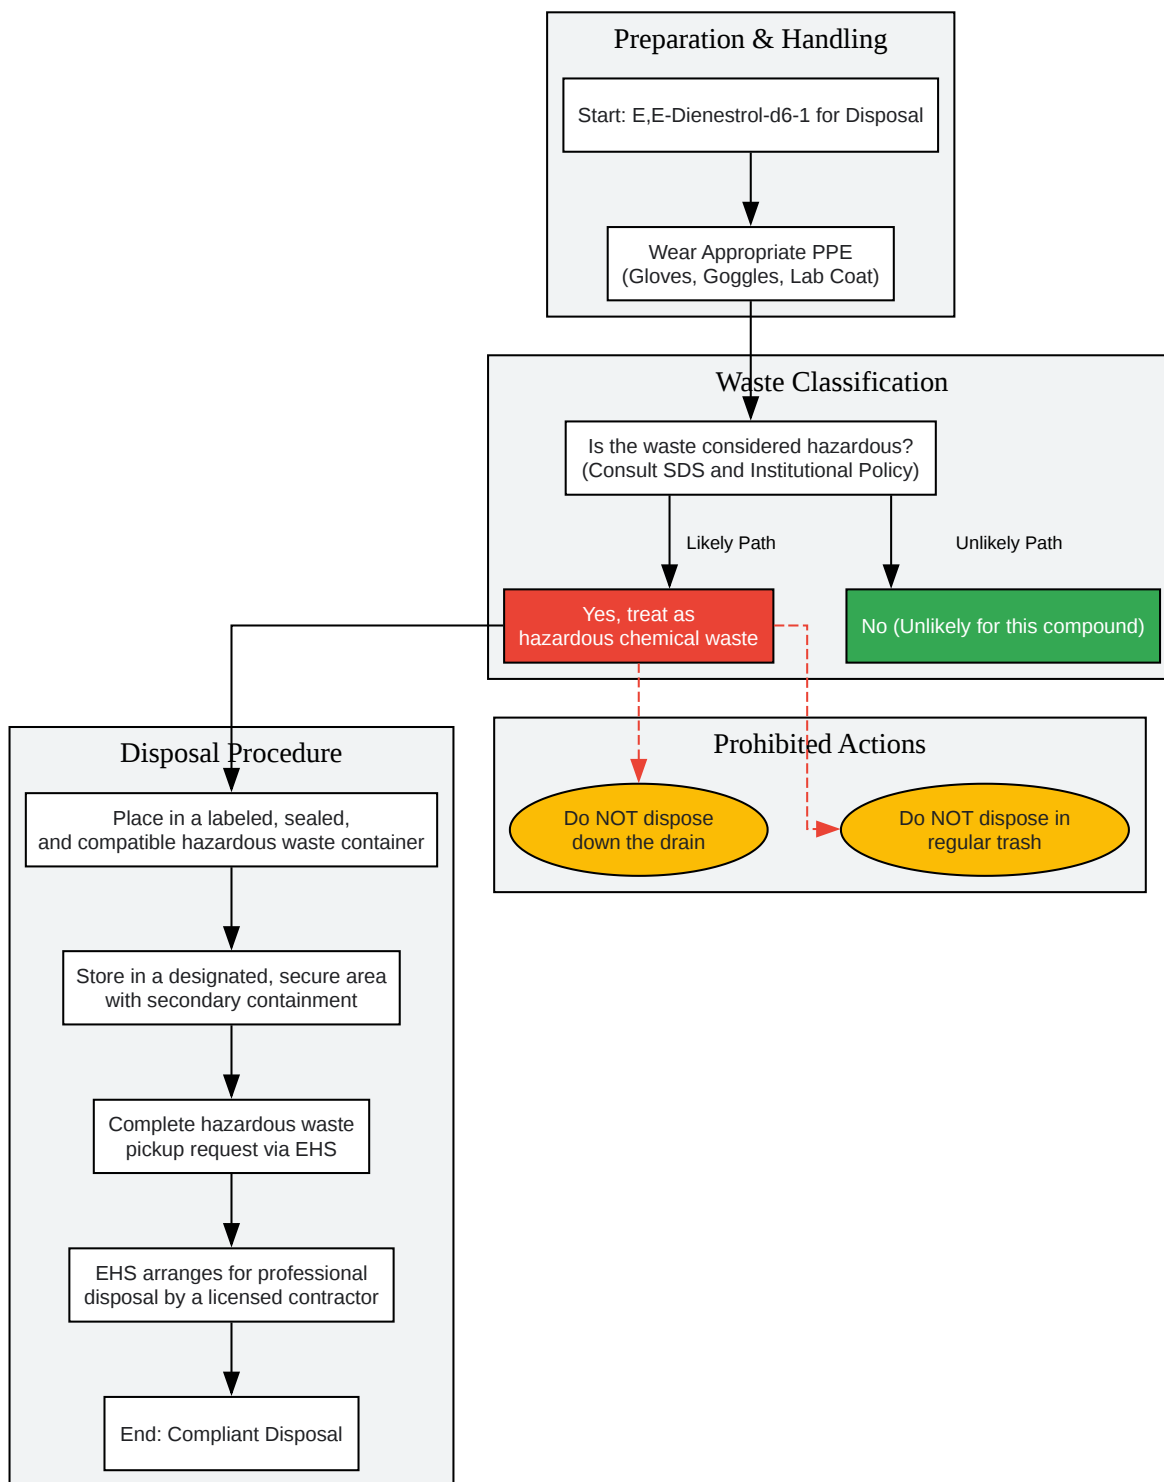 Preparation & Handling
Start: E,E-Dienestrol-d6-1 for Disposal
Wear Appropriate PPE
(Gloves, Goggles, Lab Coat)
Waste Classification
Is the waste considered hazardous?
(Consult SDS and Institutional Policy)
Likely Path
Unlikely Path
Yes, treat as
hazardous chemical waste
No (Unlikely for this compound)
Disposal Procedure
Place in a labeled, sealed,
and compatible hazardous waste container
Store in a designated, secure area
with secondary containment
Complete hazardous waste
pickup request via EHS
EHS arranges for professional
disposal by a licensed contractor
End: Compliant Disposal
Prohibited Actions
Do NOT dispose
down the drain
Do NOT dispose in
regular trash